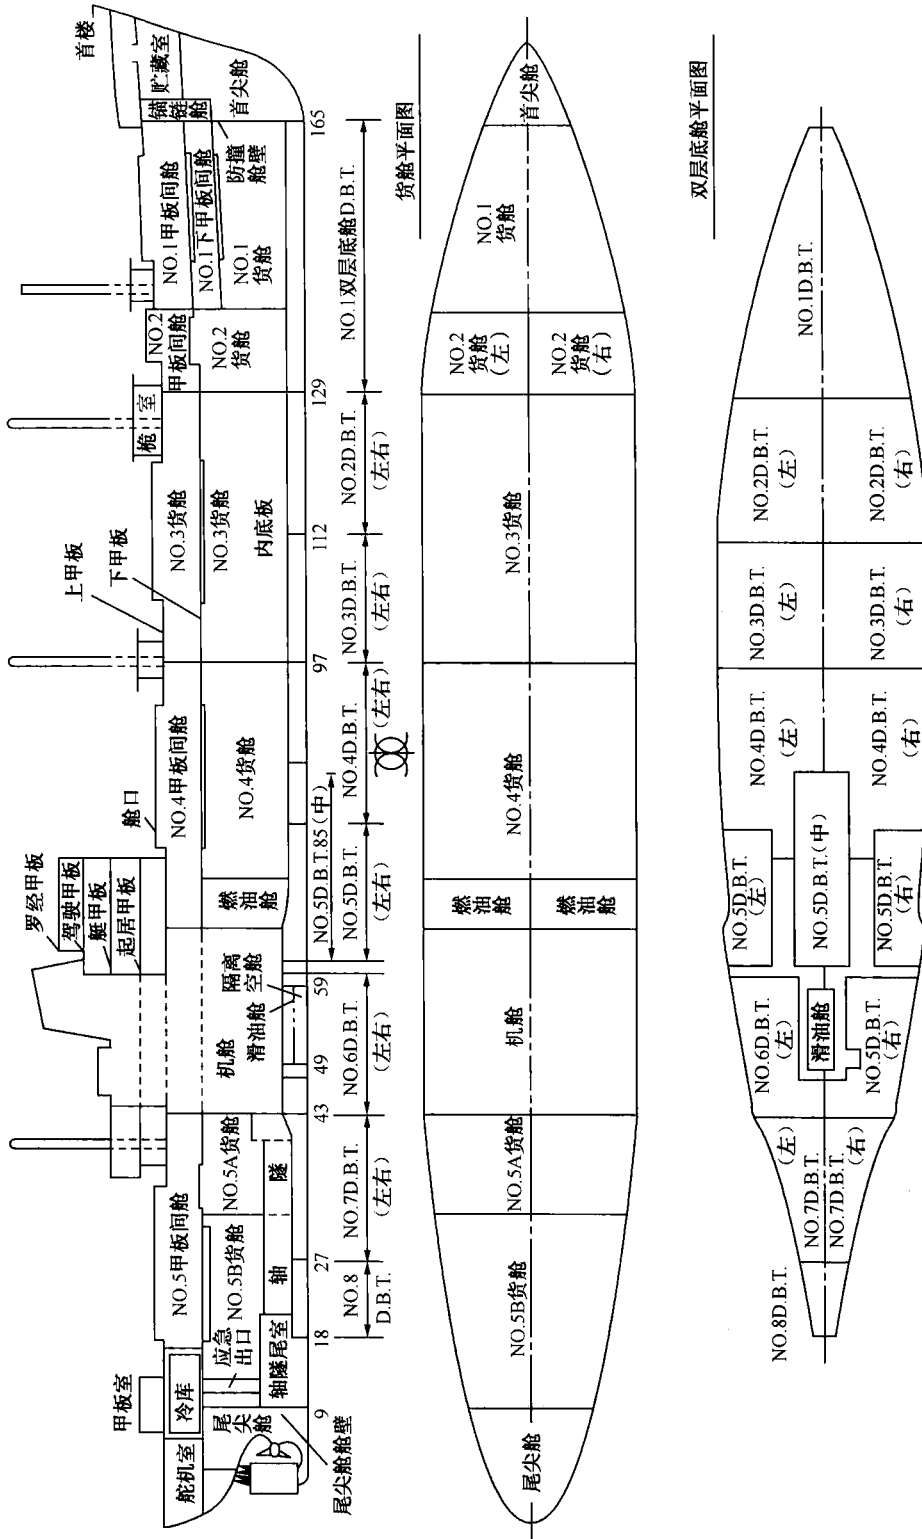 首楼
贮藏室
锚链舱
首尖舱
防撞
舱壁
NO.1甲板间舱
NO.1下甲板间舱
NO.1
货舱
NO.2
甲板间舱
NO.2
货舱
桅室
上甲板
下甲板
NO.3货舱
NO.3货舱
内底板
舱口
NO.4甲板间舱
NO.4货舱
罗经甲板
驾驶甲板
艇甲板
起居甲板
燃油舱
隔离
空舱
机舱
滑油舱
NO.5甲板间舱
NO.5A货舱
NO.5B货舱
隧
轴
应急
出口
轴隧尾室
甲板室
冷库
尾尖舱
舵机室
尾尖舱舱壁
9
18
27
43
49
59
97
112
129
165
NO.8
D.B.T.
NO.7D.B.T.
(左右)
NO.6D.B.T.
(左右)
NO.5D.B.T.85(中)
NO.5D.B.T.
(左右)
NO.4D.B.T.
(左右)
NO.3D.B.T.
(左右)
NO.2D.B.T.
(左右)
NO.1双层底舱D.B.T.
货舱平面图
尾尖舱
NO.5B货舱
NO.5A货舱
机舱
燃油舱
燃油舱
NO.4货舱
NO.3货舱
NO.2
货舱
(左)
NO.2
货舱
(右)
NO.1
货舱
首尖舱
双层底舱平面图
NO.8D.B.T.
(左)
NO.7D.B.T.
NO.7D.B.T.
(右)
NO.6D.B.T.
(左)
滑油舱
NO.5D.B.T.
(右)
NO.5D.B.T.
(左)
NO.5D.B.T.(中)
NO.5D.B.T.
(右)
NO.4D.B.T.
(左)
NO.4D.B.T.
(右)
NO.3D.B.T.
(左)
NO.3D.B.T.
(右)
NO.2D.B.T.
(左)
NO.2D.B.T.
(右)
NO.1D.B.T.